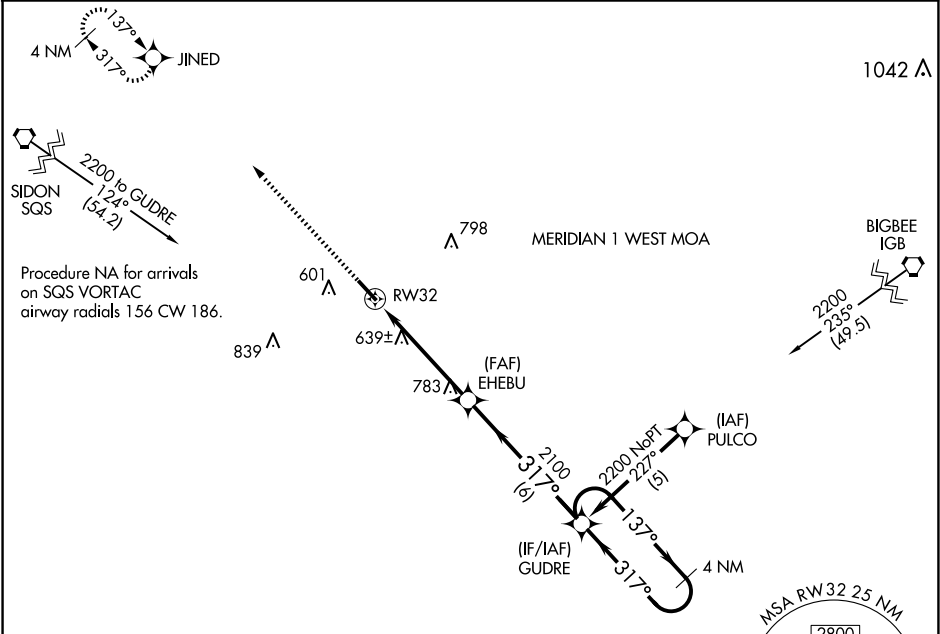 137°
4 NM
317°
JINED
1042
SIDON
SQS
2200 to GUDRE
124°
(54.2)
798
MERIDIAN 1 WEST MOA
BIGBEE
IGB
2200
235°
(49.5)
Procedure NA for arrivals
on SQS VORTAC
airway radials 156 CW 186.
601
RW32
839
639±
(FAF)
EHEBU
783
(IAF)
PULCO
2200 NoPT
227°
(5)
2100
317°
(6)
137°
(IF/IAF)
GUDRE
317°
4 NM
MSA RW32 25 NM
2800